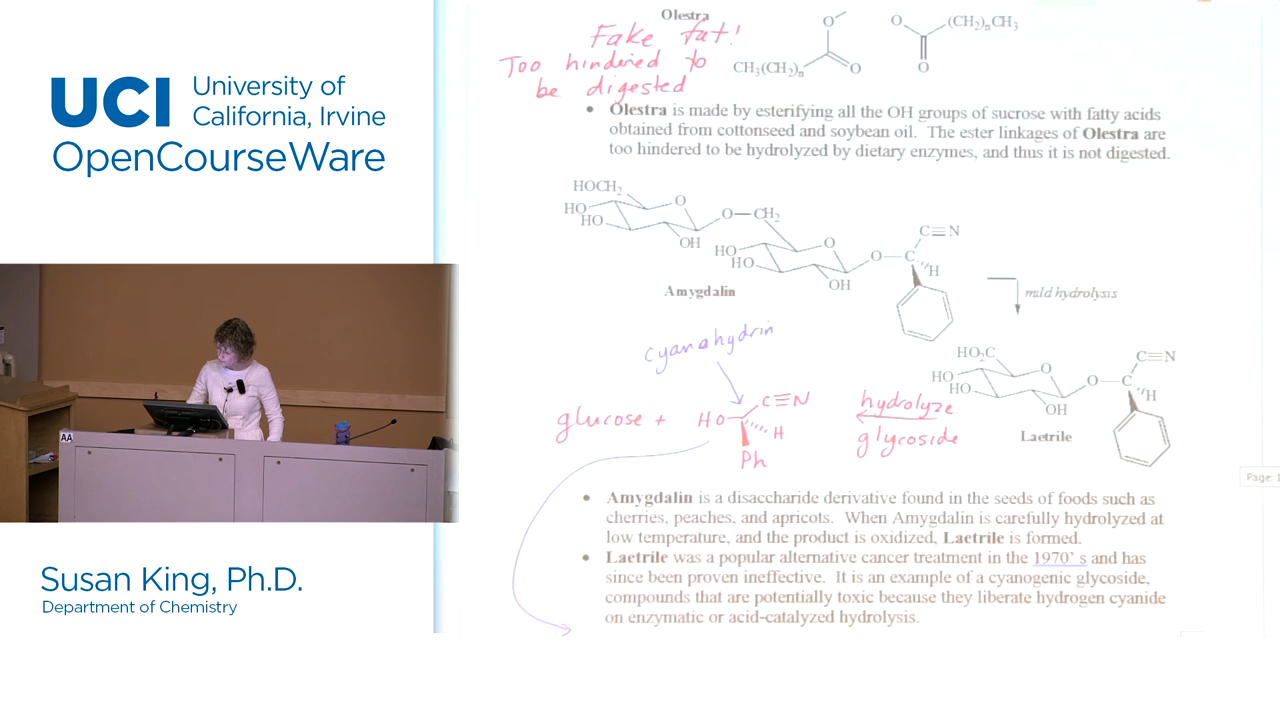 UCI University of
California, Irvine
OpenCourseWare
AA
Susan King, Ph.D.
Department of Chemistry
Olestra
Fake fat!
Too hindered to
be digested
O O (CH2)nCH3
CH3(CH2)n O O
• Olestra is made by esterifying all the OH groups of sucrose with fatty acids
obtained from cottonseed and soybean oil. The ester linkages of Olestra are
too hindered to be hydrolyzed by dietary enzymes, and thus it is not digested.
HOCH2
HO O
HO O—CH2
OH HO O
HO O—C C≡N
OH H
Amygdalin
mild hydrolysis
cyanohydrin
HO2C C≡N
HO O
HO O C
OH H
Laetrile
glucose + HO C≡N
H
Ph
hydrolyze
glycoside
Page: 1
• Amygdalin is a disaccharide derivative found in the seeds of foods such as
cherries, peaches, and apricots. When Amygdalin is carefully hydrolyzed at
low temperature, and the product is oxidized, Laetrile is formed.
• Laetrile was a popular alternative cancer treatment in the 1970' s and has
since been proven ineffective. It is an example of a cyanogenic glycoside,
compounds that are potentially toxic because they liberate hydrogen cyanide
on enzymatic or acid-catalyzed hydrolysis.